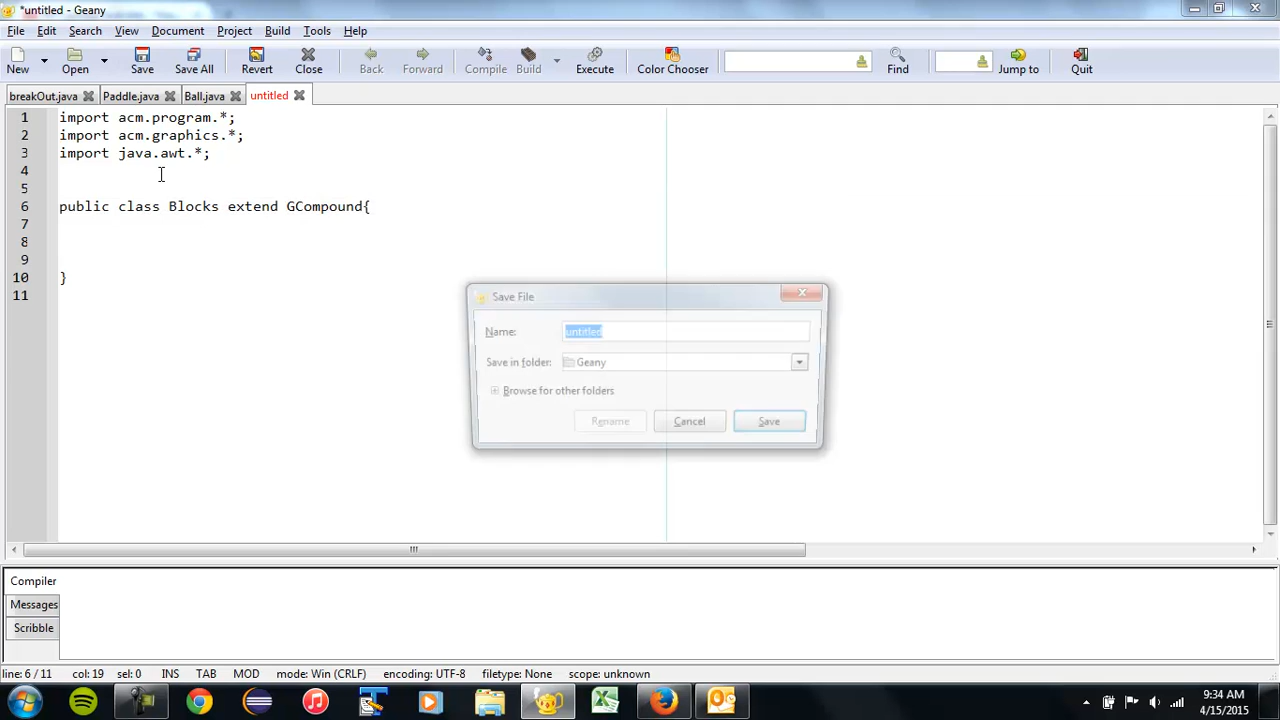 *untitled - Geany
File Edit Search View Document Project Build Tools Help
New Open Save Save All Revert Close Back Forward Compile Build Execute Color Chooser Find Jump to Quit
breakOut.java Paddle.java Ball.java untitled
1 import acm.program.*;
2 import acm.graphics.*;
3 import java.awt.*;
4
5
6 public class Blocks extend GCompound{
7
8
9
10 }
11
Save File
Name: untitled
Save in folder: Geany
Browse for other folders
Rename Cancel Save
Compiler
Messages
Scribble
line: 6 / 11 col: 19 sel: 0 INS TAB MOD mode: Win (CRLF) encoding: UTF-8 filetype: None scope: unknown
9:34 AM
4/15/2015